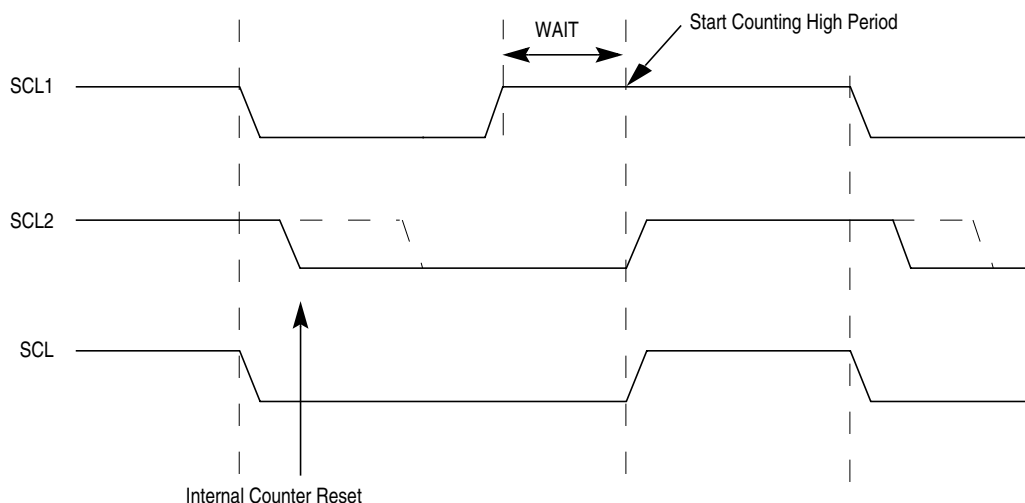 Start Counting High Period
WAIT
SCL1
SCL2
SCL
Internal Counter Reset